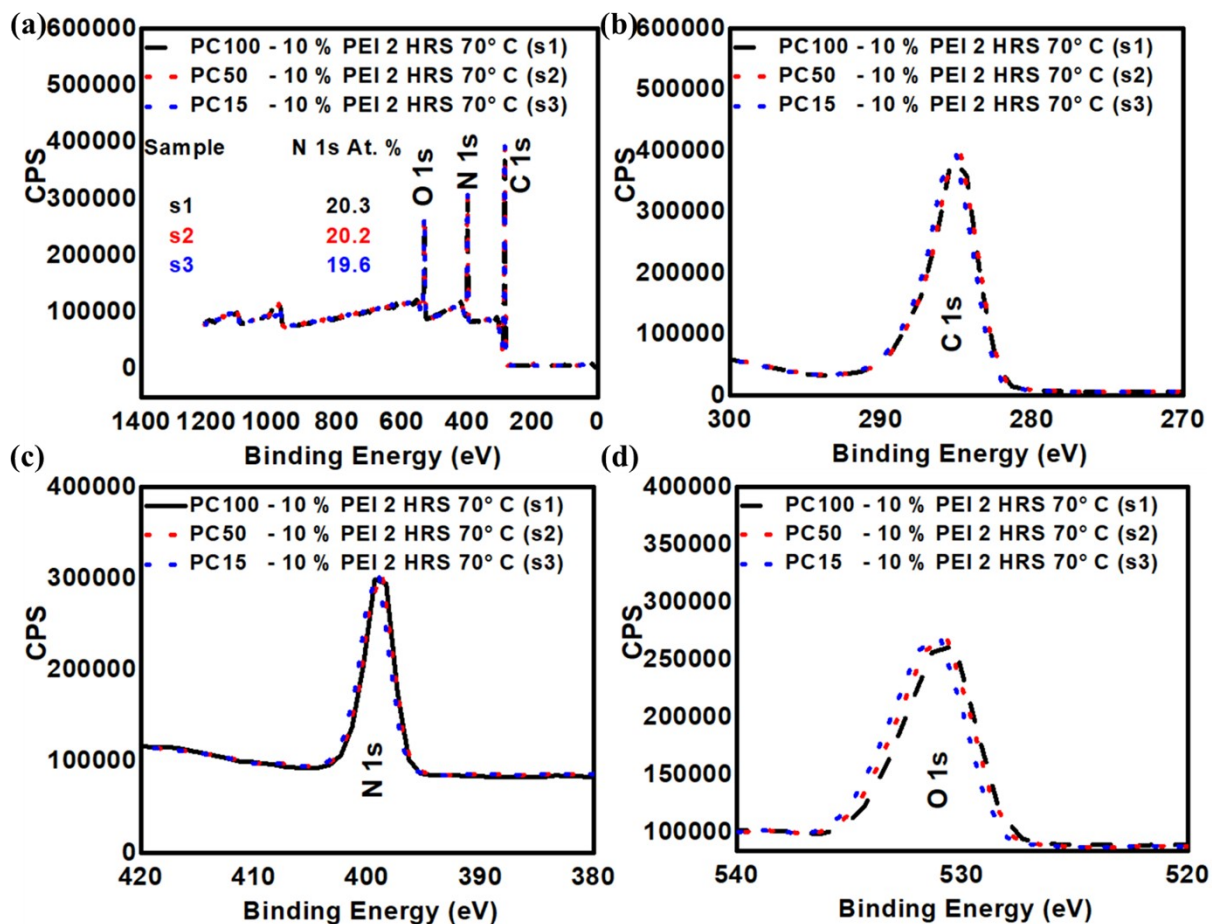 (a)
600000
500000
400000
300000
200000
100000
0
CPS
PC100 - 10 % PEI 2 HRS 70° C (s1)
PC50 - 10 % PEI 2 HRS 70° C (s2)
PC15 - 10 % PEI 2 HRS 70° C (s3)
Sample N 1s At. %
s1 20.3
s2 20.2
s3 19.6
O 1s
N 1s
C 1s
1400 1200 1000 800 600 400 200 0
Binding Energy (eV)
(b)
600000
500000
400000
300000
200000
100000
0
CPS
PC100 - 10 % PEI 2 HRS 70° C (s1)
PC50 - 10 % PEI 2 HRS 70° C (s2)
PC15 - 10 % PEI 2 HRS 70° C (s3)
C 1s
300 290 280 270
Binding Energy (eV)
(c)
400000
300000
200000
100000
0
CPS
PC100 - 10 % PEI 2 HRS 70° C (s1)
PC50 - 10 % PEI 2 HRS 70° C (s2)
PC15 - 10 % PEI 2 HRS 70° C (s3)
N 1s
420 410 400 390 380
Binding Energy (eV)
(d)
400000
350000
300000
250000
200000
150000
100000
CPS
PC100 - 10 % PEI 2 HRS 70° C (s1)
PC50 - 10 % PEI 2 HRS 70° C (s2)
PC15 - 10 % PEI 2 HRS 70° C (s3)
O 1s
540 530 520
Binding Energy (eV)